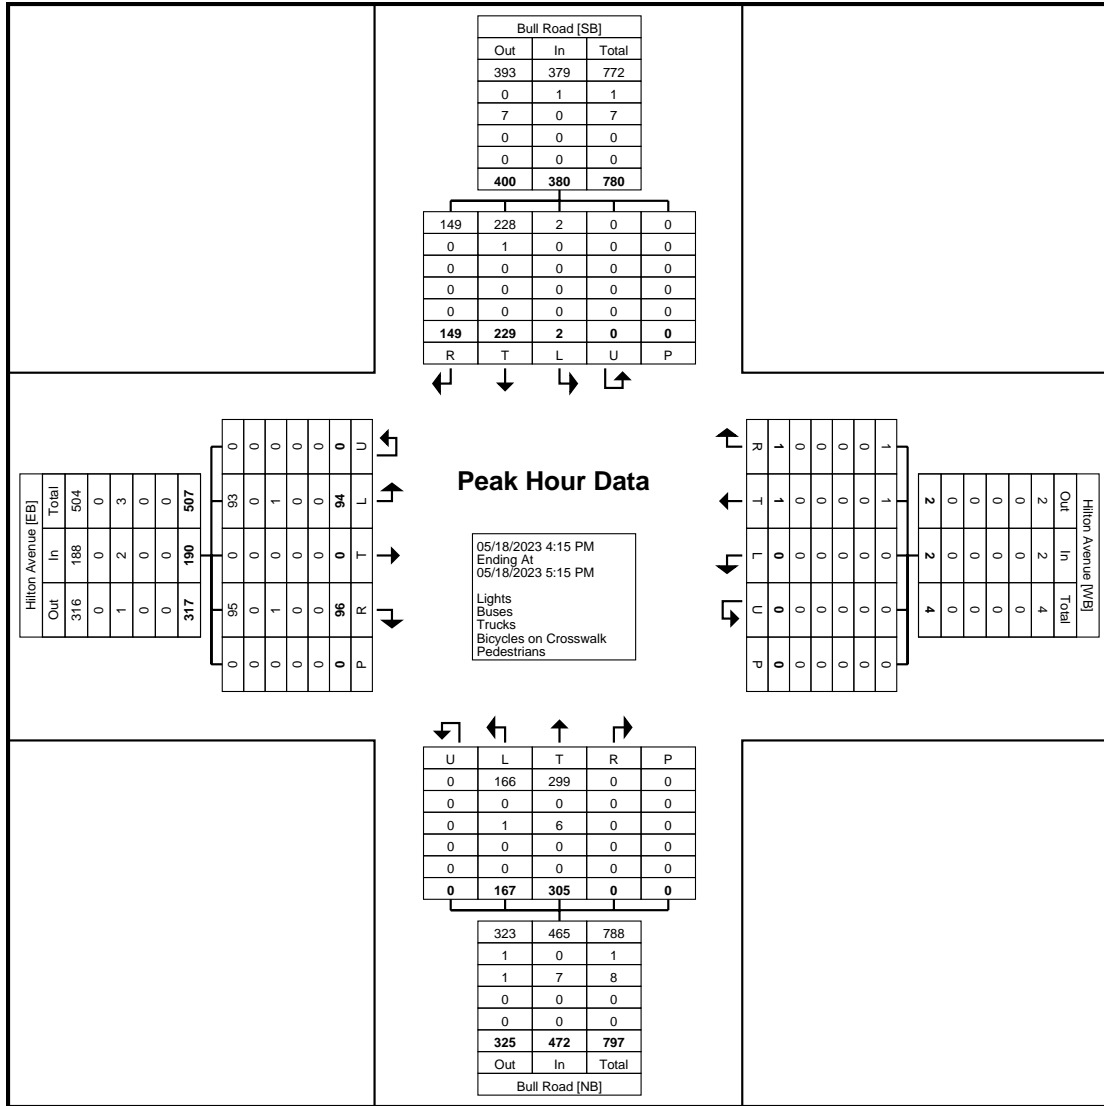 Bull Road [SB]
Out In Total
393 379 772
0 1 1
7 0 7
0 0 0
0 0 0
400 380 780
149 228 2 0 0
0 1 0 0 0
0 0 0 0 0
0 0 0 0 0
0 0 0 0 0
149 229 2 0 0
R T L U P
Hilton Avenue [EB]
Total In Out
504 188 316
0 0 0
3 2 1
0 0 0
0 0 0
507 190 317
0 93 0 95 0
0 0 0 0 0
0 1 0 1 0
0 0 0 0 0
0 0 0 0 0
0 94 0 96 0
U L T R P
Peak Hour Data
05/18/2023 4:15 PM
Ending At
05/18/2023 5:15 PM
Lights
Buses
Trucks
Bicycles on Crosswalk
Pedestrians
Hilton Avenue [WB]
Out In Total
2 2 4
0 0 0
0 0 0
0 0 0
0 0 0
2 2 4
1 1 0 0 0
0 0 0 0 0
0 0 0 0 0
0 0 0 0 0
0 0 0 0 0
1 1 0 0 0
R T L U P
U L T R P
0 166 299 0 0
0 0 0 0 0
0 1 6 0 0
0 0 0 0 0
0 0 0 0 0
0 167 305 0 0
323 465 788
1 0 1
1 7 8
0 0 0
0 0 0
325 472 797
Out In Total
Bull Road [NB]